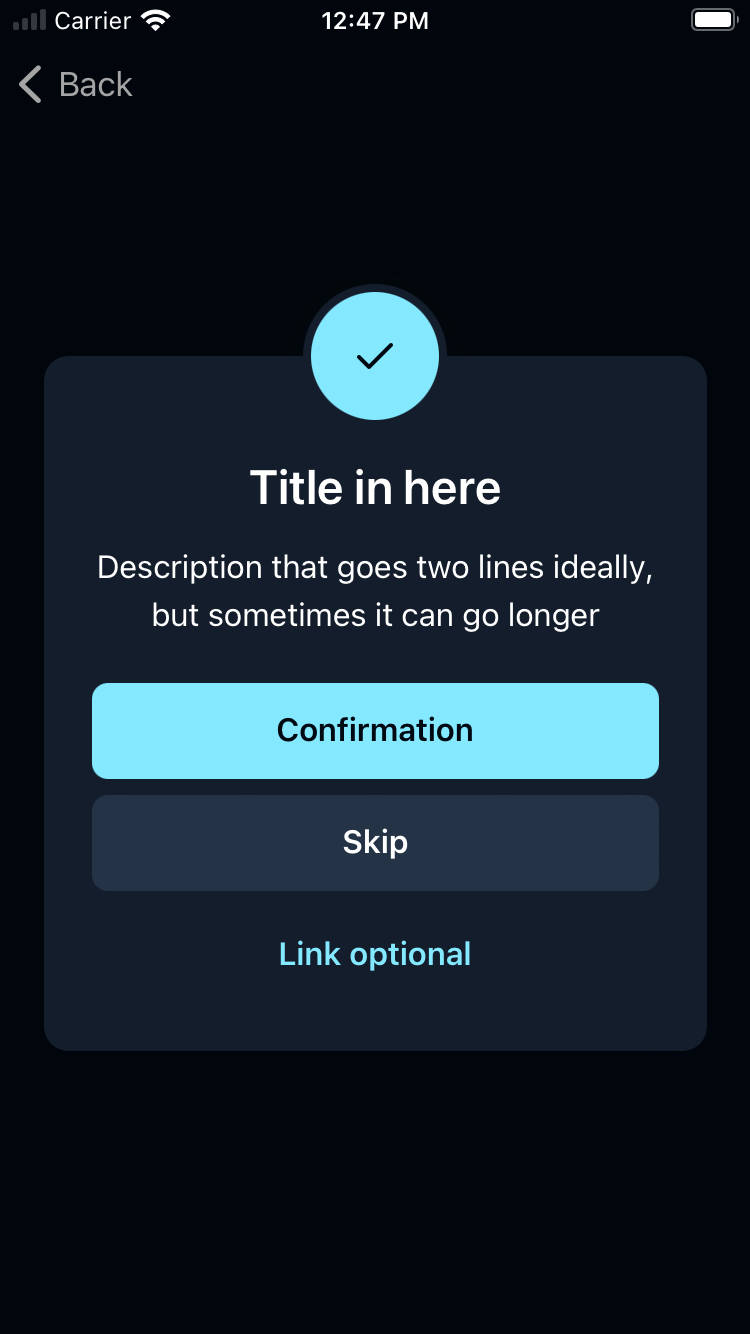 Carrier 12:47 PM
Back
Title in here
Description that goes two lines ideally,
but sometimes it can go longer
Confirmation
Skip
Link optional